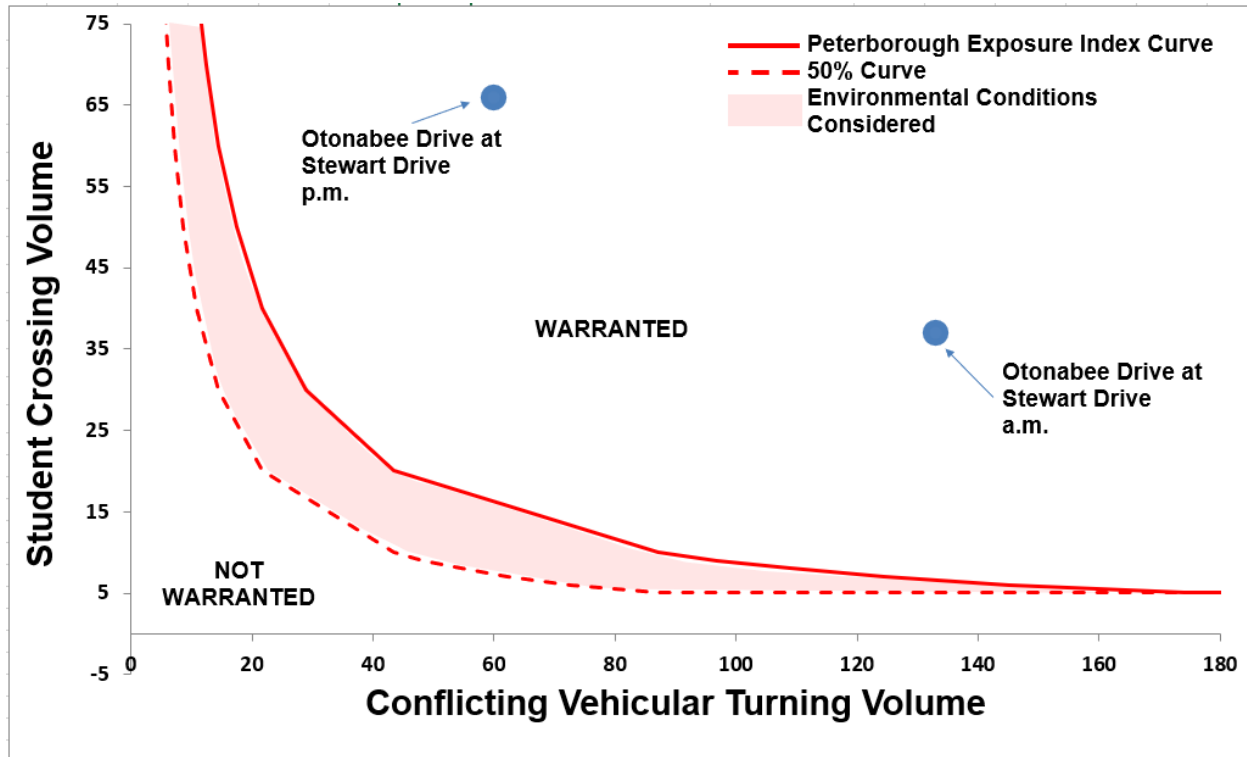 Peterborough Exposure Index Curve
50% Curve
Environmental Conditions
Considered
Otonabee Drive at
Stewart Drive
p.m.
WARRANTED
Otonabee Drive at
Stewart Drive
a.m.
NOT
WARRANTED
Student Crossing Volume
75
65
55
45
35
25
15
5
-5
0
20
40
60
80
100
120
140
160
180
Conflicting Vehicular Turning Volume